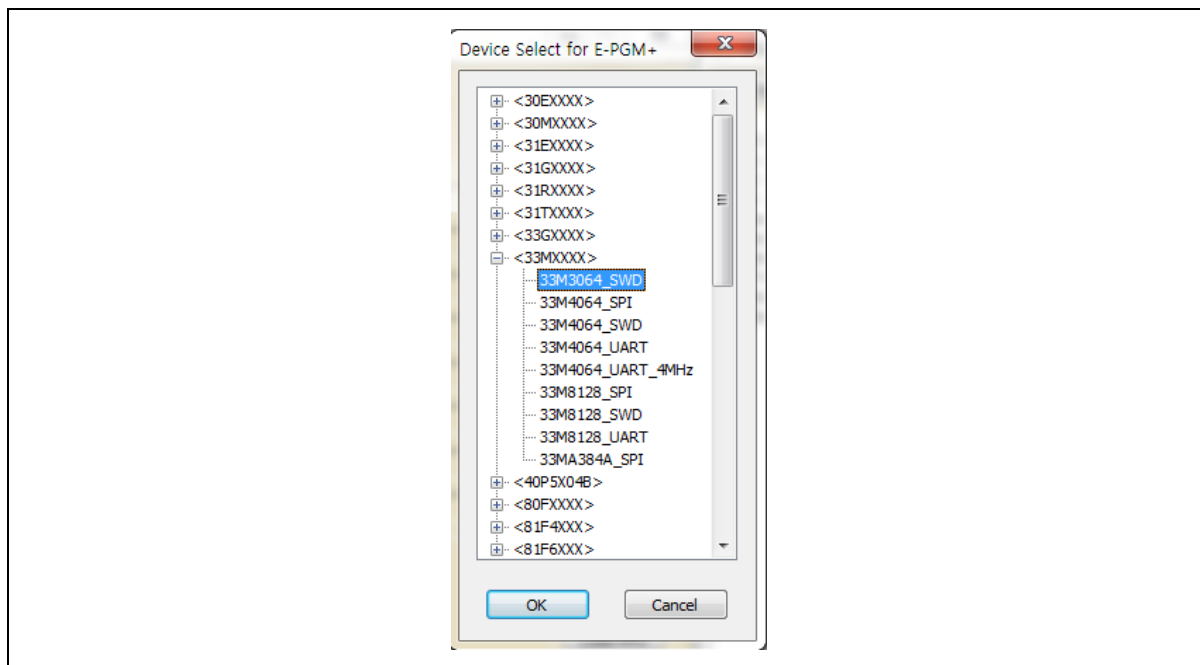 Device Select for E-PGM+
<30EXXXX>
<30MXXXX>
<31EXXXX>
<31GXXXX>
<31RXXXX>
<31TXXXX>
<33GXXXX>
<33MXXXX>
33M3064_SWD
33M4064_SPI
33M4064_SWD
33M4064_UART
33M4064_UART_4MHz
33M8128_SPI
33M8128_SWD
33M8128_UART
33MA384A_SPI
<40P5X04B>
<80FXXXX>
<81F4XXX>
<81F6XXX>
OK Cancel